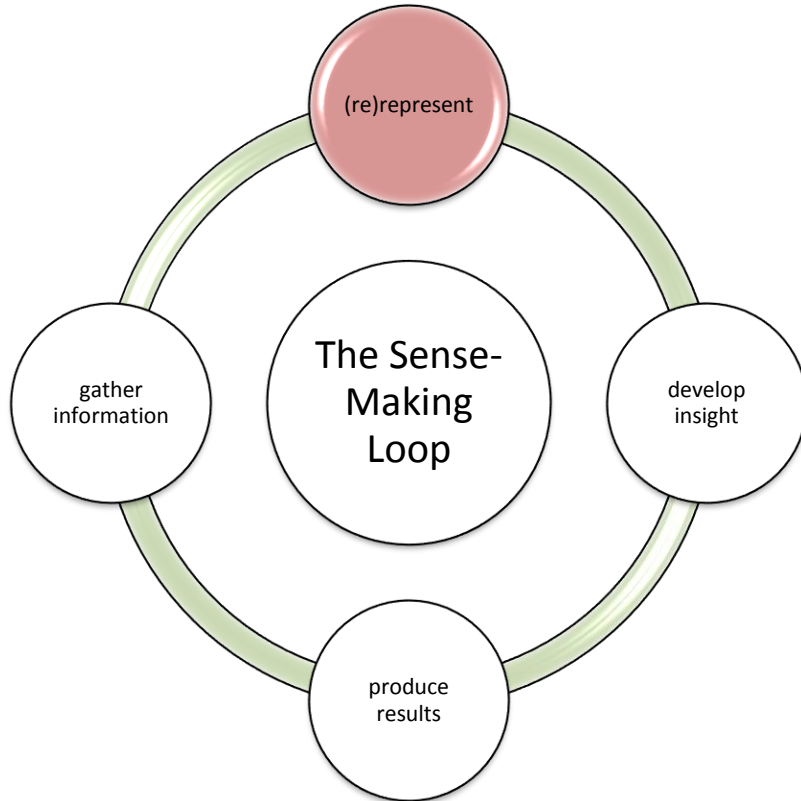 (re)represent
gather
information
The Sense-
Making
Loop
develop
insight
produce
results